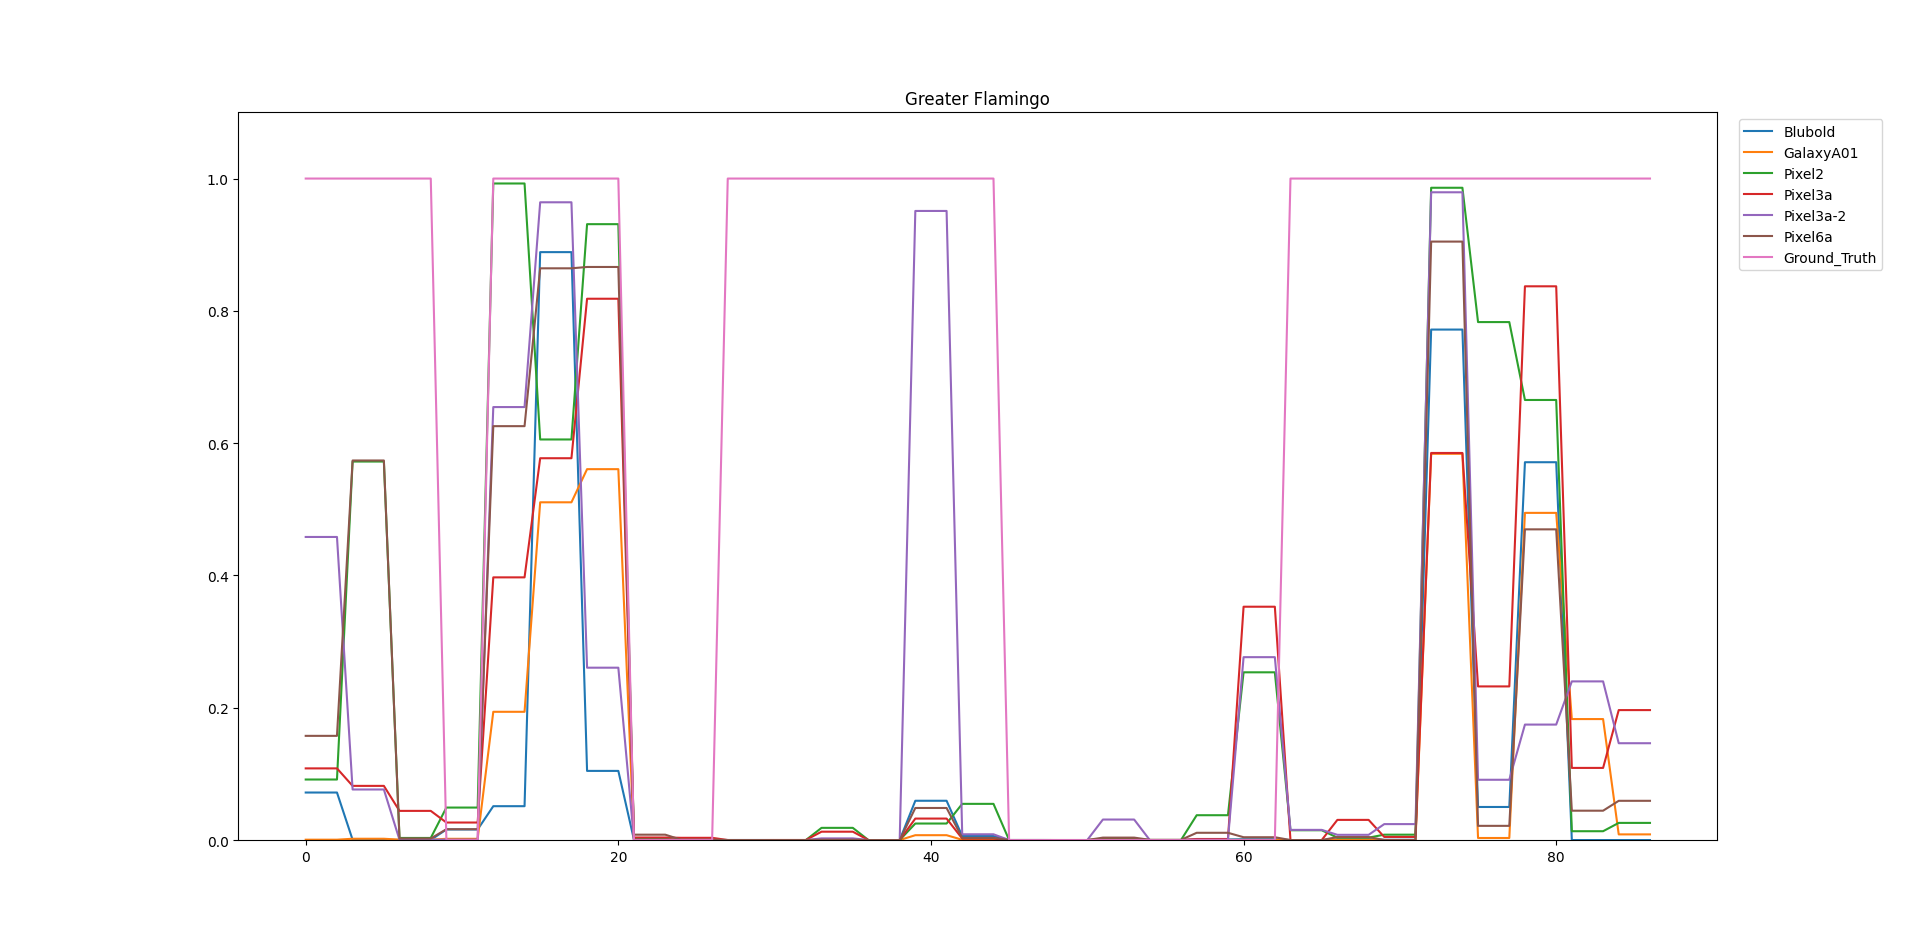 Greater Flamingo
1.0
0.8
0.6
0.4
0.2
0.0
0 20 40 60 80
Blubold
GalaxyA01
Pixel2
Pixel3a
Pixel3a-2
Pixel6a
Ground_Truth